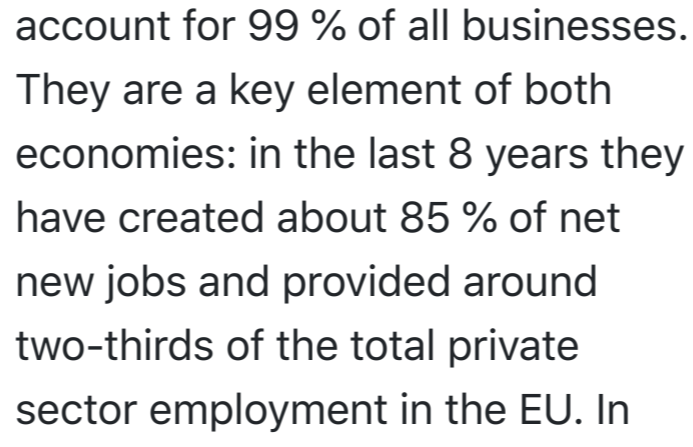 account for 99 % of all businesses.
They are a key element of both
economies: in the last 8 years they
have created about 85 % of net
new jobs and provided around
two-thirds of the total private
sector employment in the EU. In